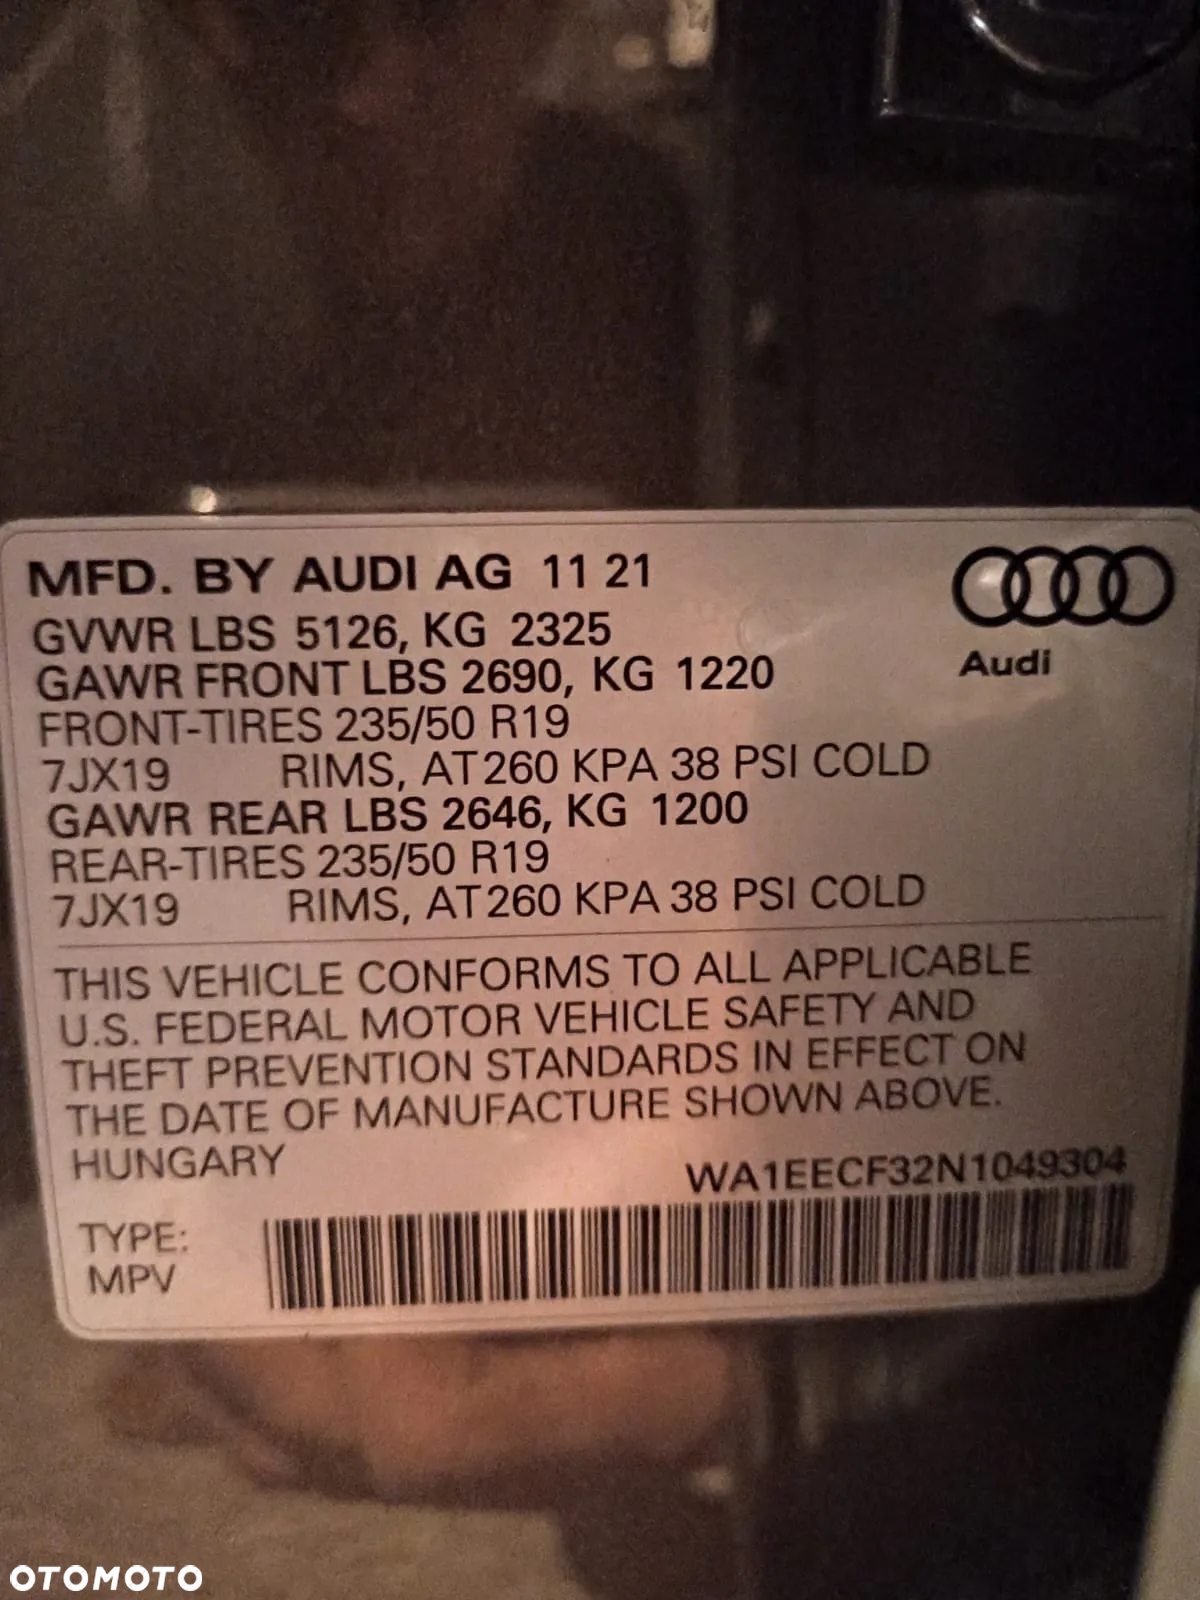 MFD. BY AUDI AG 11 21
GVWR LBS 5126, KG 2325
GAWR FRONT LBS 2690, KG 1220
FRONT-TIRES 235/50 R19
7JX19 RIMS, AT 260 KPA 38 PSI COLD
GAWR REAR LBS 2646, KG 1200
REAR-TIRES 235/50 R19
7JX19 RIMS, AT 260 KPA 38 PSI COLD
Audi
THIS VEHICLE CONFORMS TO ALL APPLICABLE
U.S. FEDERAL MOTOR VEHICLE SAFETY AND
THEFT PREVENTION STANDARDS IN EFFECT ON
THE DATE OF MANUFACTURE SHOWN ABOVE.
HUNGARY
WA1EECF32N1049304
TYPE:
MPV
OTOMOTO